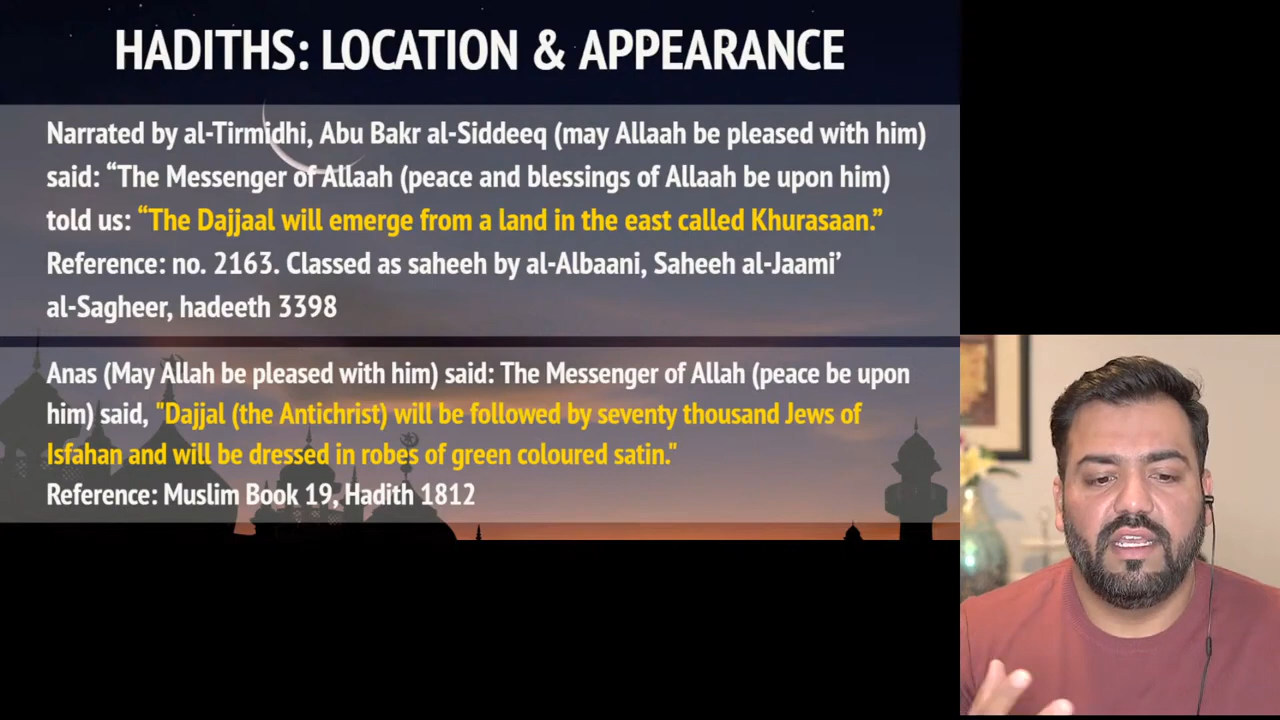 HADITHS: LOCATION & APPEARANCE
Narrated by al-Tirmidhi, Abu Bakr al-Siddeeq (may Allaah be pleased with him)
said: “The Messenger of Allaah (peace and blessings of Allaah be upon him)
told us: “The Dajjaal will emerge from a land in the east called Khurasaan.”
Reference: no. 2163. Classed as saheeh by al-Albaani, Saheeh al-Jaami’
al-Sagheer, hadeeth 3398
Anas (May Allah be pleased with him) said: The Messenger of Allah (peace be upon
him) said, "Dajjal (the Antichrist) will be followed by seventy thousand Jews of
Isfahan and will be dressed in robes of green coloured satin."
Reference: Muslim Book 19, Hadith 1812